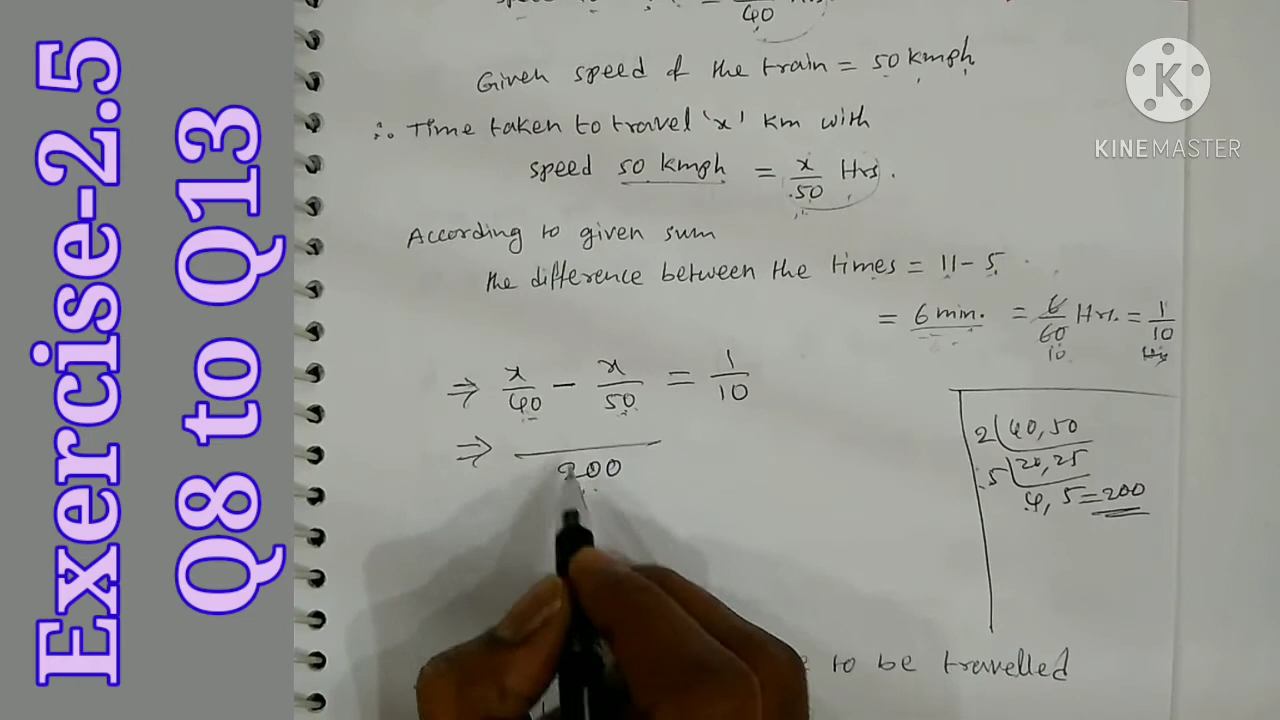 Exercise-2.5
Q8 to Q13
40
Given speed of the train = 50 kmph
∴ Time taken to travel 'x' km with
speed 50 kmph = x/50 Hrs.
According to given sum
the difference between the times = 11 - 5
= 6 min. = 6/60 Hrs. = 1/10 Hrs
10
⇒ x/40 - x/50 = 1/10
⇒ /200
2 | 40, 50
5 | 20, 25
4, 5 = 200
to be travelled
K
KINEMASTER